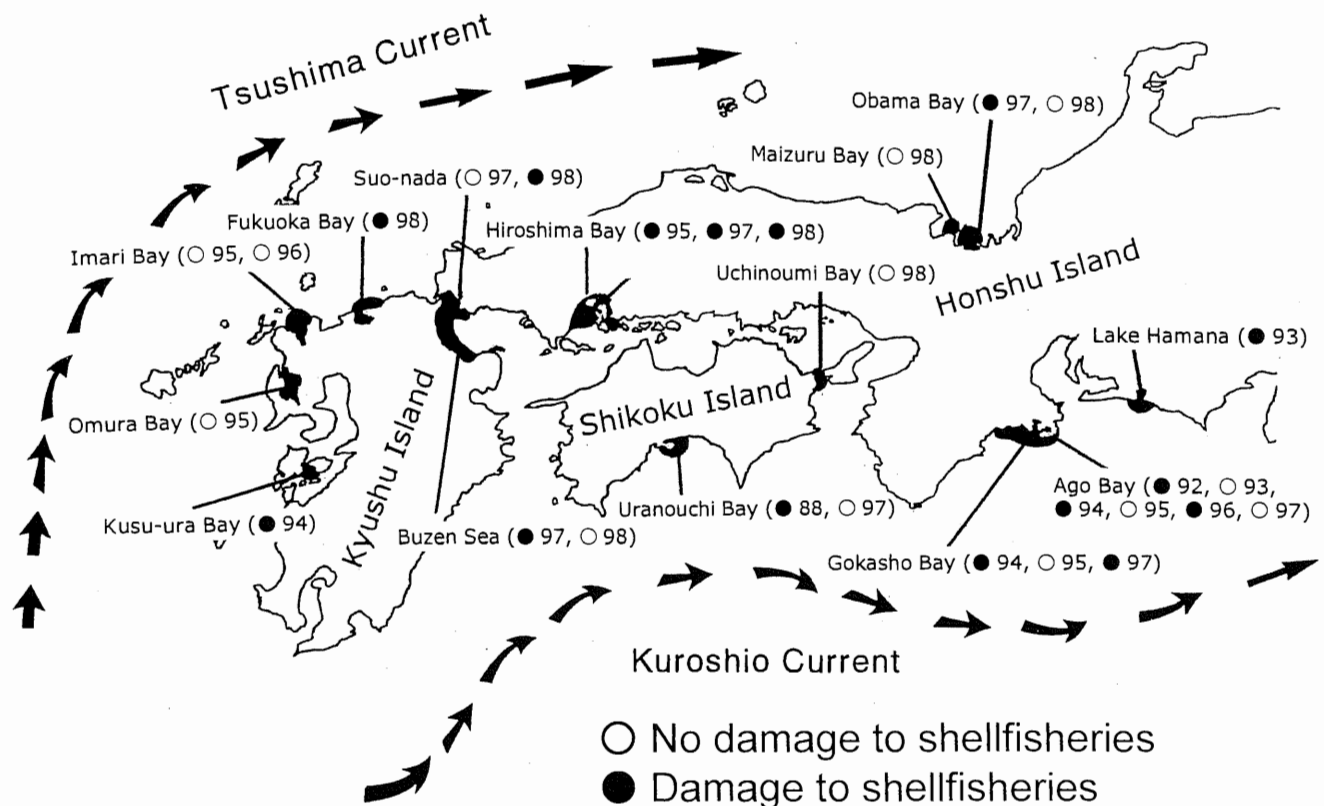 Tsushima Current
Obama Bay (● 97, ○ 98)
Maizuru Bay (○ 98)
Suo-nada (○ 97, ● 98)
Fukuoka Bay (● 98)
Hiroshima Bay (● 95, ● 97, ● 98)
Imari Bay (○ 95, ○ 96)
Uchinoumi Bay (○ 98)
Honshu Island
Lake Hamana (● 93)
Shikoku Island
Omura Bay (○ 95)
Kyushu Island
Ago Bay (● 92, ○ 93,
● 94, ○ 95, ● 96, ○ 97)
Uranouchi Bay (● 88, ○ 97)
Kusu-ura Bay (● 94)
Buzen Sea (● 97, ○ 98)
Gokasho Bay (● 94, ○ 95, ● 97)
Kuroshio Current
○ No damage to shellfisheries
● Damage to shellfisheries